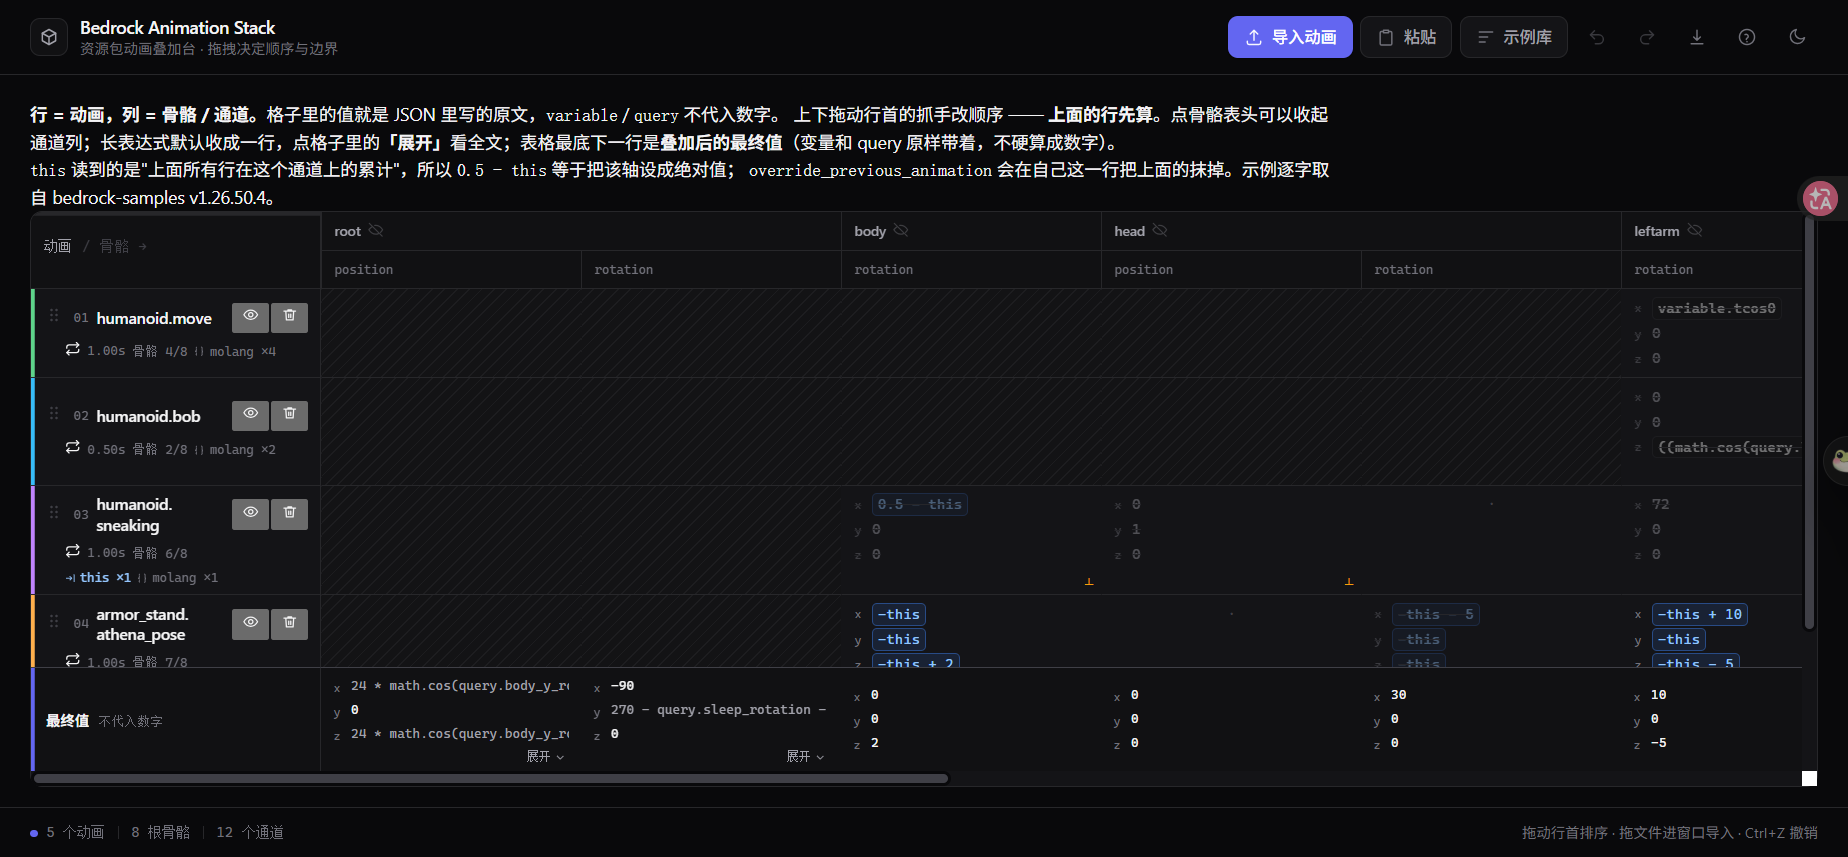 Bedrock Animation Stack
资源包动画叠加台 · 拖拽决定顺序与边界
导入动画
粘贴
示例库
行 = 动画，列 = 骨骼 / 通道。格子里的值就是 JSON 里写的原文，variable / query 不代入数字。 上下拖动行首的抓手改顺序 —— 上面的行先算。点骨骼表头可以收起
通道列；长表达式默认收成一行，点格子里的「展开」看全文；表格最底下一行是叠加后的最终值（变量和 query 原样带着，不硬算成数字）。
this 读到的是"上面所有行在这个通道上的累计"，所以 0.5 - this 等于把该轴设成绝对值； override_previous_animation 会在自己这一行把上面的抹掉。示例逐字取
自 bedrock-samples v1.26.50.4。
动画 / 骨骼 →
root
body
head
leftarm
position
rotation
rotation
position
rotation
rotation
01 humanoid.move
1.00s 骨骼 4/8 {} molang ×4
x variable.tcos0
y 0
z 0
02 humanoid.bob
0.50s 骨骼 2/8 {} molang ×2
x 0
y 0
z {(math.cos(query.
03 humanoid.
sneaking
1.00s 骨骼 6/8
this ×1 {} molang ×1
x 0.5 - this
y 0
z 0
x 0
y 1
z 0
x 72
y 0
z 0
04 armor_stand.
athena_pose
1.00s 骨骼 7/8
x -this
y -this
z -this + 2
x -this - 5
y -this
z -this
x -this + 10
y -this
z -this - 5
最终值 不代入数字
x 24 * math.cos(query.body_y_r
y 0
z 24 * math.cos(query.body_y_r
展开
x -90
y 270 - query.sleep_rotation -
z 0
展开
x 0
y 0
z 2
x 0
y 0
z 0
x 30
y 0
z 0
x 10
y 0
z -5
5 个动画 | 8 根骨骼 | 12 个通道
拖动行首排序 · 拖文件进窗口导入 · Ctrl+Z 撤销